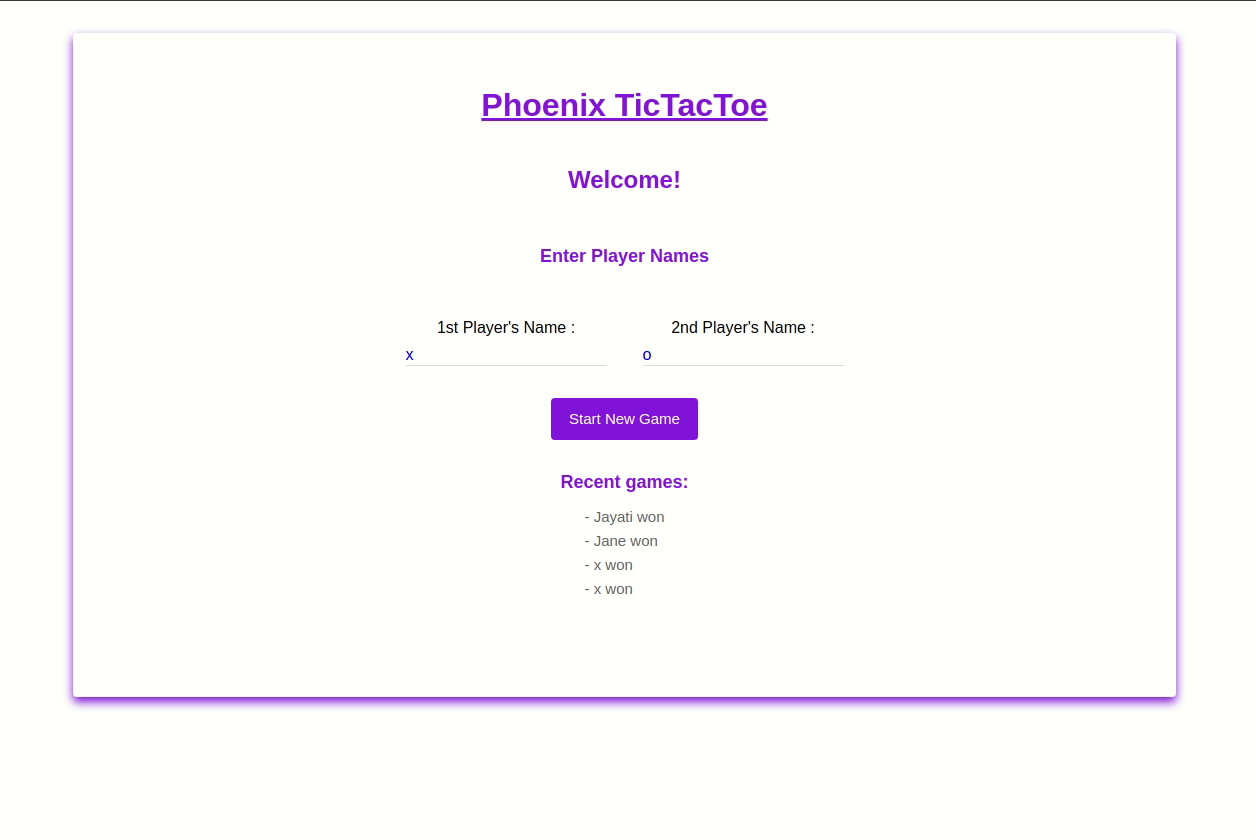 Phoenix TicTacToe
Welcome!
Enter Player Names
1st Player's Name : 2nd Player's Name :
x o
Start New Game
Recent games:
- Jayati won
- Jane won
- x won
- x won